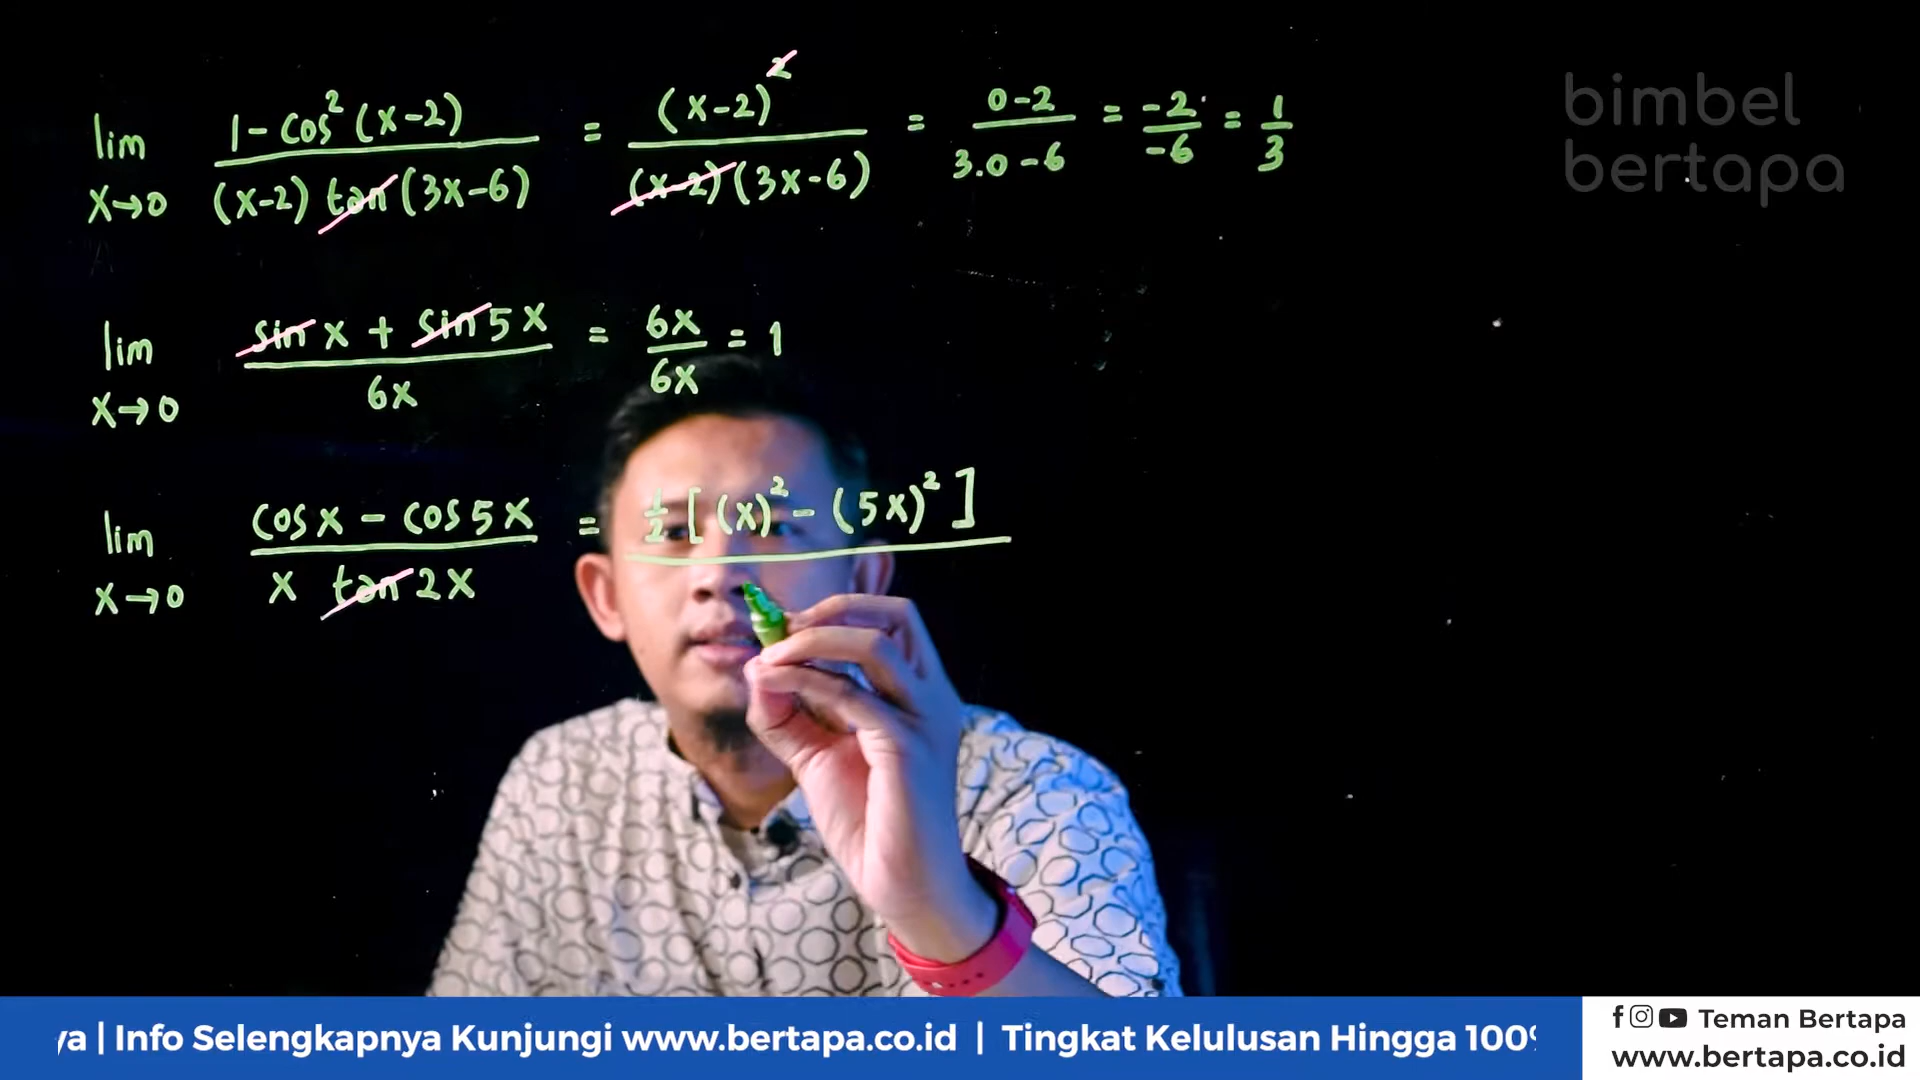 bimbel
bertapa
lim x→0 (1 - cos² (x-2)) / ((x-2) tan (3x-6)) = (x-2)² / ((x-2)(3x-6)) = (0-2) / (3.0-6) = -2/-6 = 1/3
lim x→0 (sin x + sin 5x) / 6x = 6x/6x = 1
lim x→0 (cos x - cos 5x) / (x tan 2x) = ½ [(x)² - (5x)²]
ya | Info Selengkapnya Kunjungi www.bertapa.co.id | Tingkat Kelulusan Hingga 100%
Teman Bertapa
www.bertapa.co.id